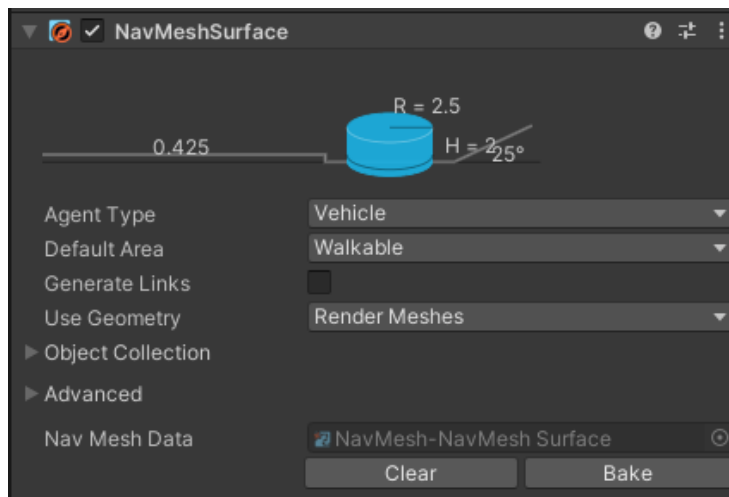 NavMeshSurface
R = 2.5
0.425
H = 2
25°
Agent Type Vehicle
Default Area Walkable
Generate Links
Use Geometry Render Meshes
Object Collection
Advanced
Nav Mesh Data NavMesh-NavMesh Surface
Clear Bake